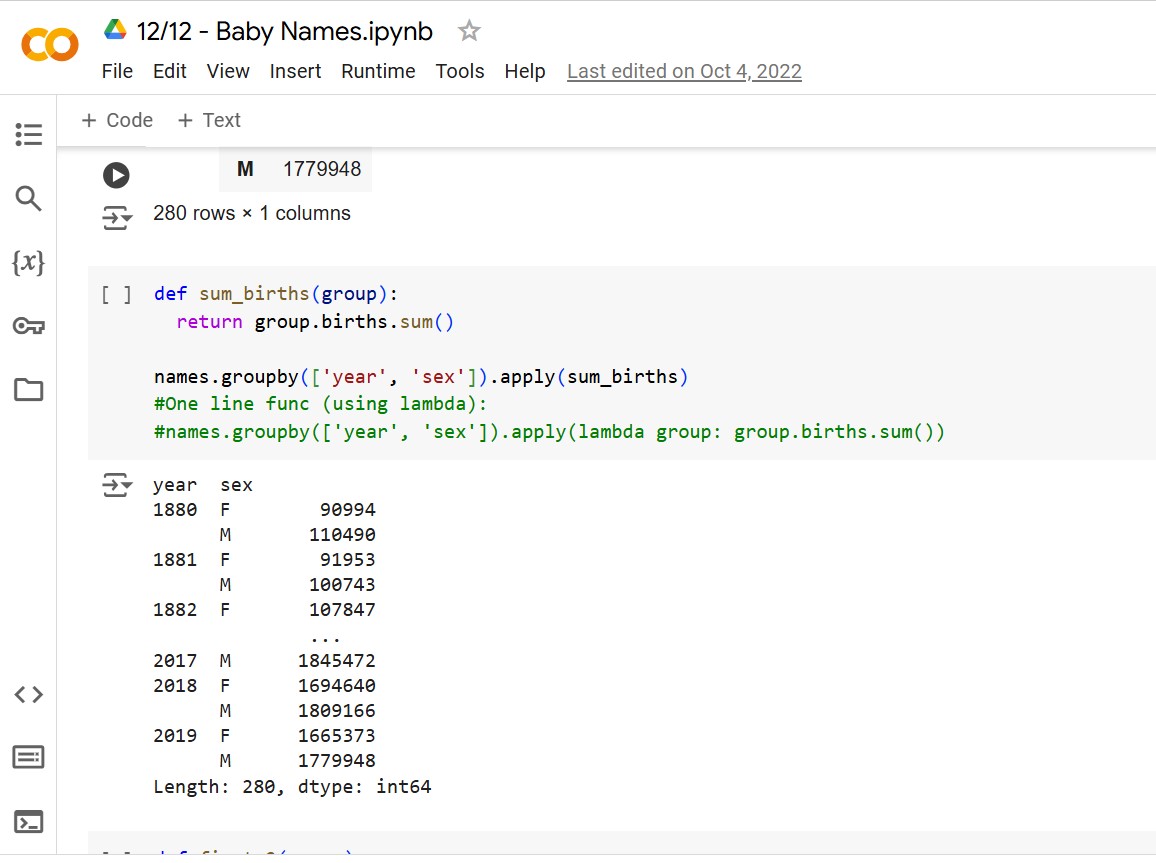 12/12 - Baby Names.ipynb
File Edit View Insert Runtime Tools Help Last edited on Oct 4, 2022
+ Code + Text
M 1779948
280 rows × 1 columns
{x}
[ ] def sum_births(group):
return group.births.sum()
names.groupby(['year', 'sex']).apply(sum_births)
#One line func (using lambda):
#names.groupby(['year', 'sex']).apply(lambda group: group.births.sum())
year sex
1880 F 90994
M 110490
1881 F 91953
M 100743
1882 F 107847
...
2017 M 1845472
2018 F 1694640
M 1809166
2019 F 1665373
M 1779948
Length: 280, dtype: int64